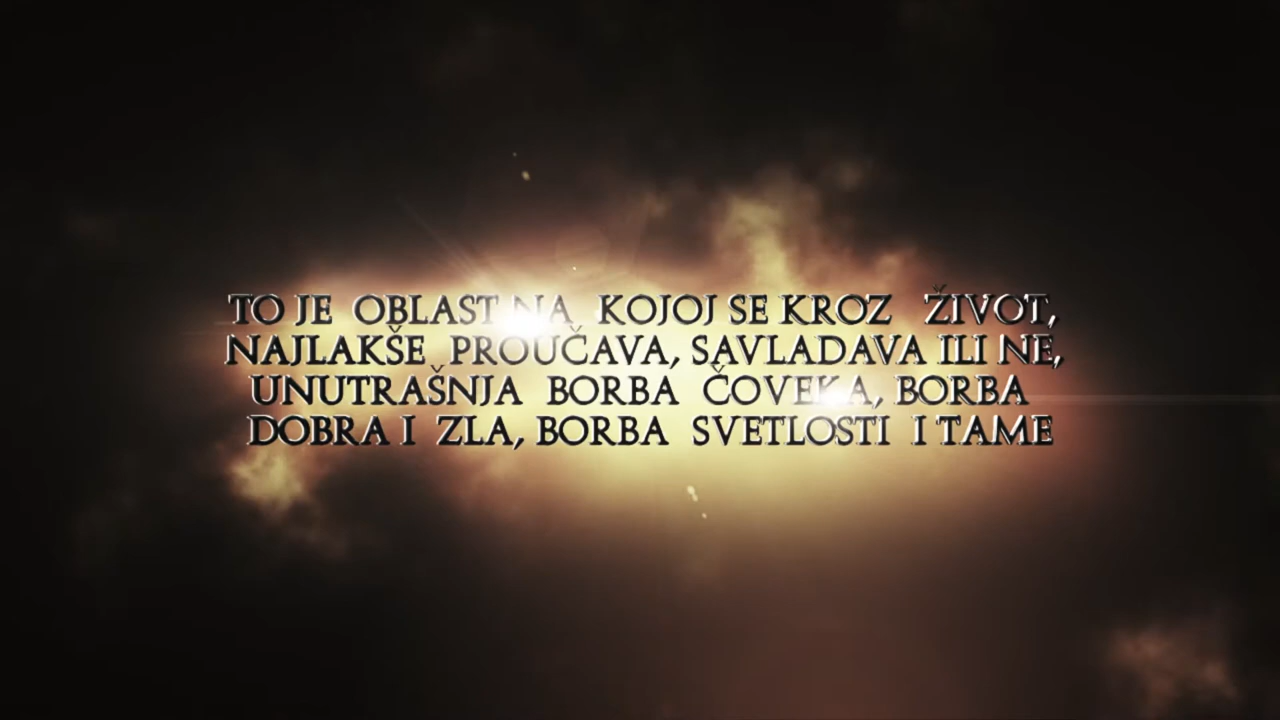 TO JE OBLAST NA KOJOJ SE KROZ ŽIVOT,
NAJLAKŠE PROUČAVA, SAVLADAVA ILI NE,
UNUTRAŠNJA BORBA ČOVEKA, BORBA
DOBRA I ZLA, BORBA SVETLOSTI I TAME